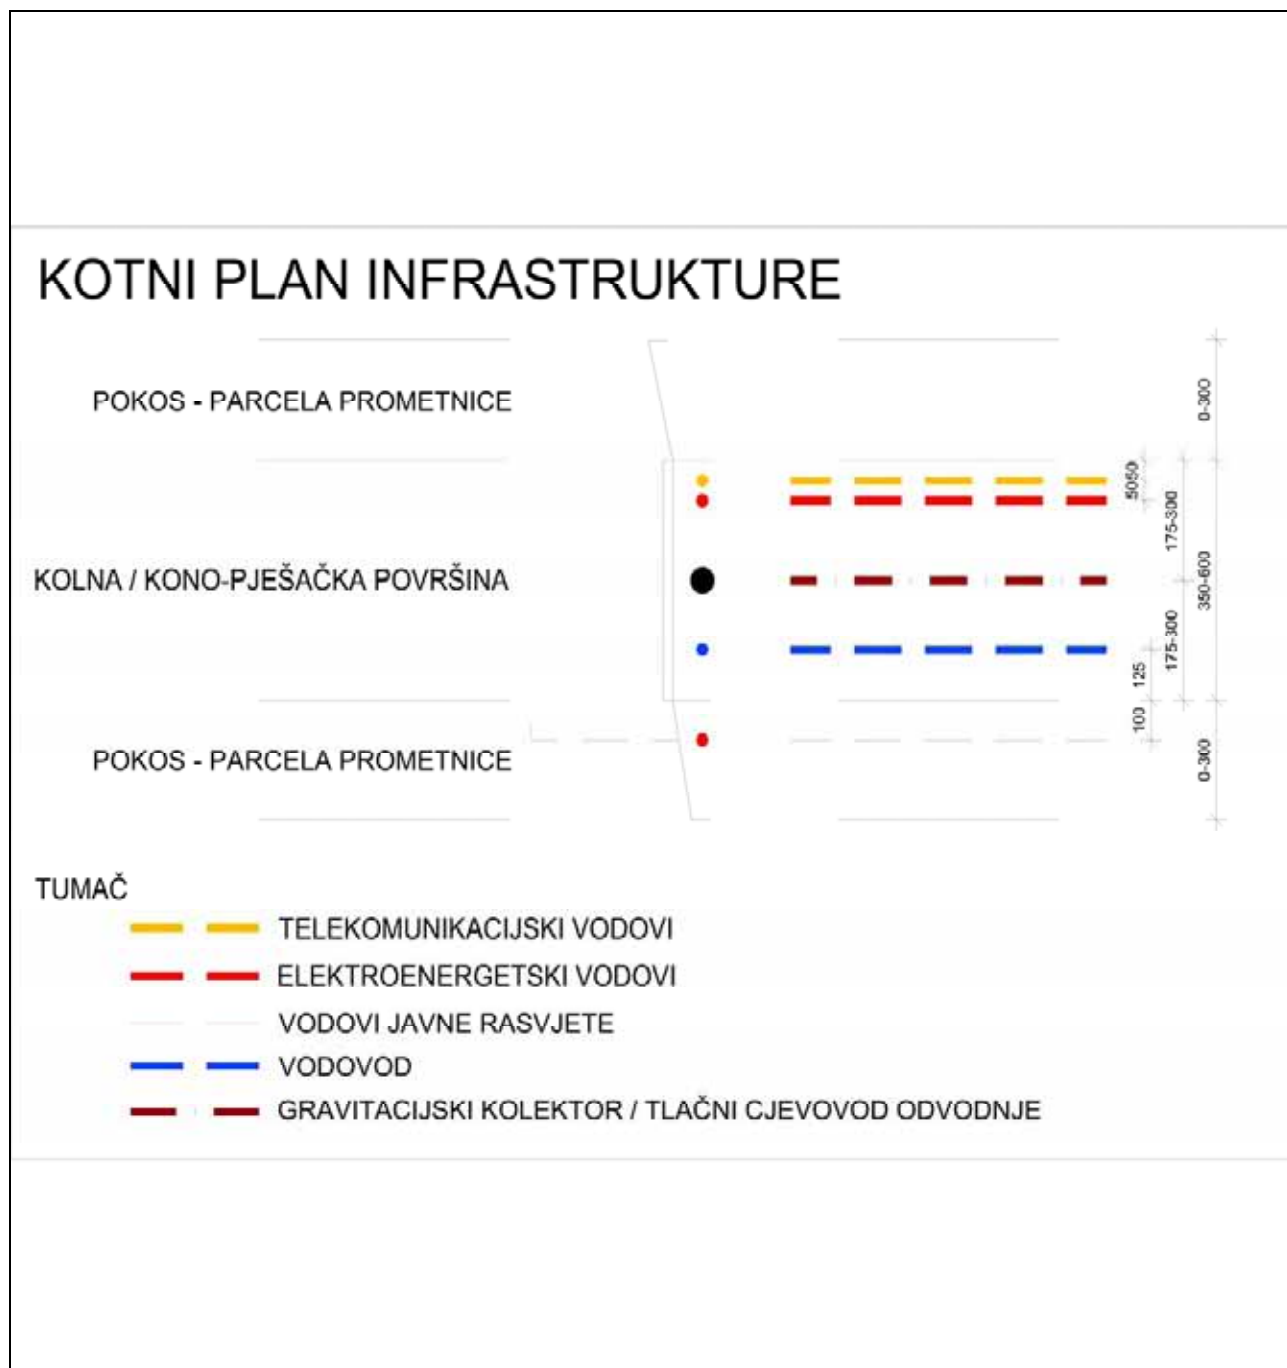 KOTNI PLAN INFRASTRUKTURE
POKOS - PARCELA PROMETNICE
0-300
5050
175-300
KOLNA / KONO-PJEŠAČKA POVRŠINA
350-600
175-300
125
100
POKOS - PARCELA PROMETNICE
0-300
TUMAČ
TELEKOMUNIKACIJSKI VODOVI
ELEKTROENERGETSKI VODOVI
VODOVI JAVNE RASVJETE
VODOVOD
GRAVITACIJSKI KOLEKTOR / TLAČNI CJEVOVOD ODVODNJE